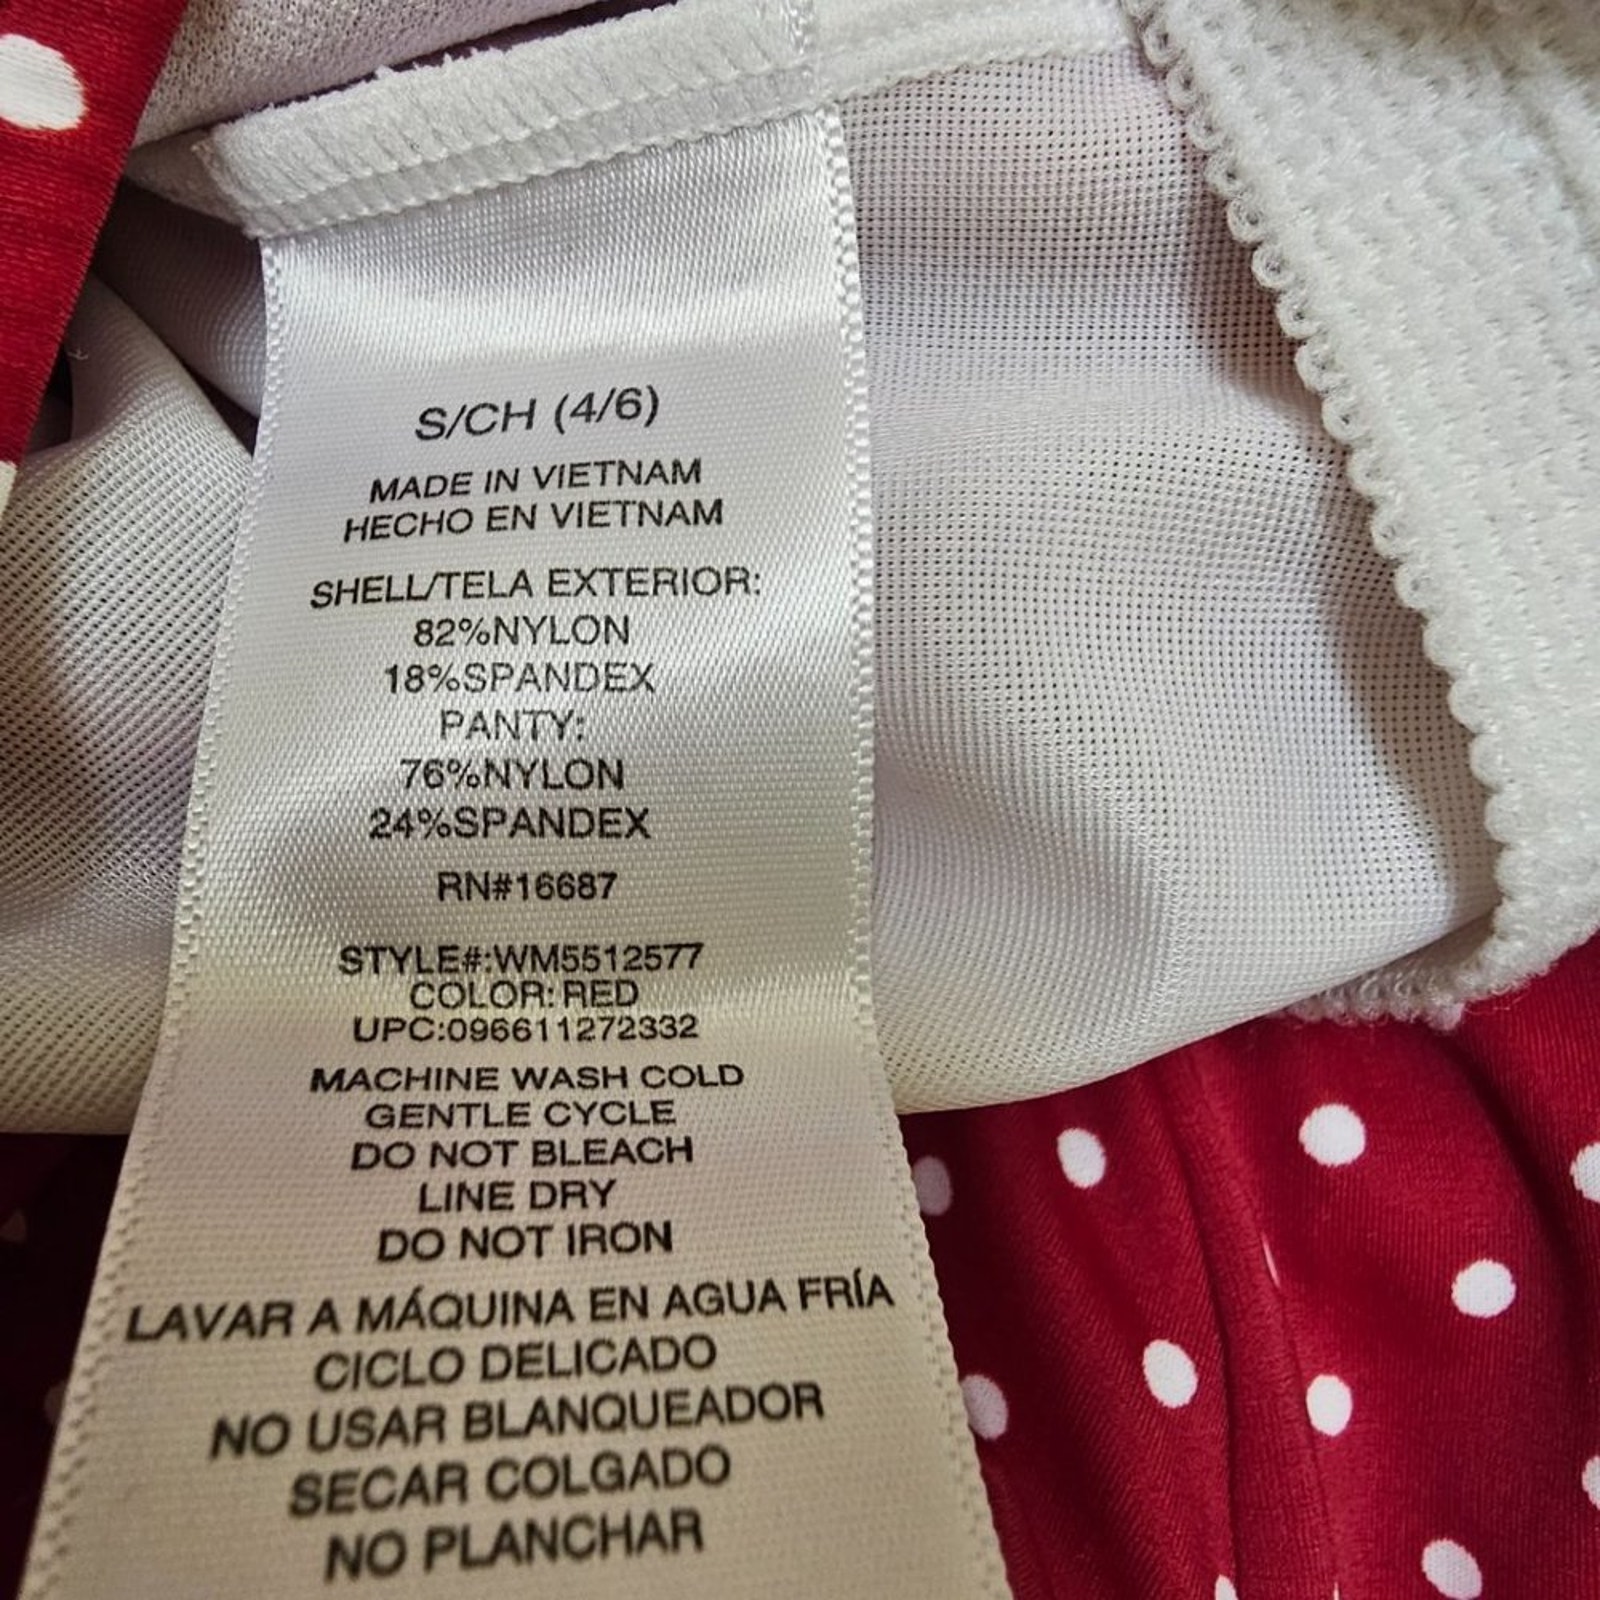 S/CH (4/6)
MADE IN VIETNAM
HECHO EN VIETNAM
SHELL/TELA EXTERIOR:
82%NYLON
18%SPANDEX
PANTY:
76%NYLON
24%SPANDEX
RN#16687
STYLE#:WM5512577
COLOR: RED
UPC:096611272332
MACHINE WASH COLD
GENTLE CYCLE
DO NOT BLEACH
LINE DRY
DO NOT IRON
LAVAR A MÁQUINA EN AGUA FRÍA
CICLO DELICADO
NO USAR BLANQUEADOR
SECAR COLGADO
NO PLANCHAR